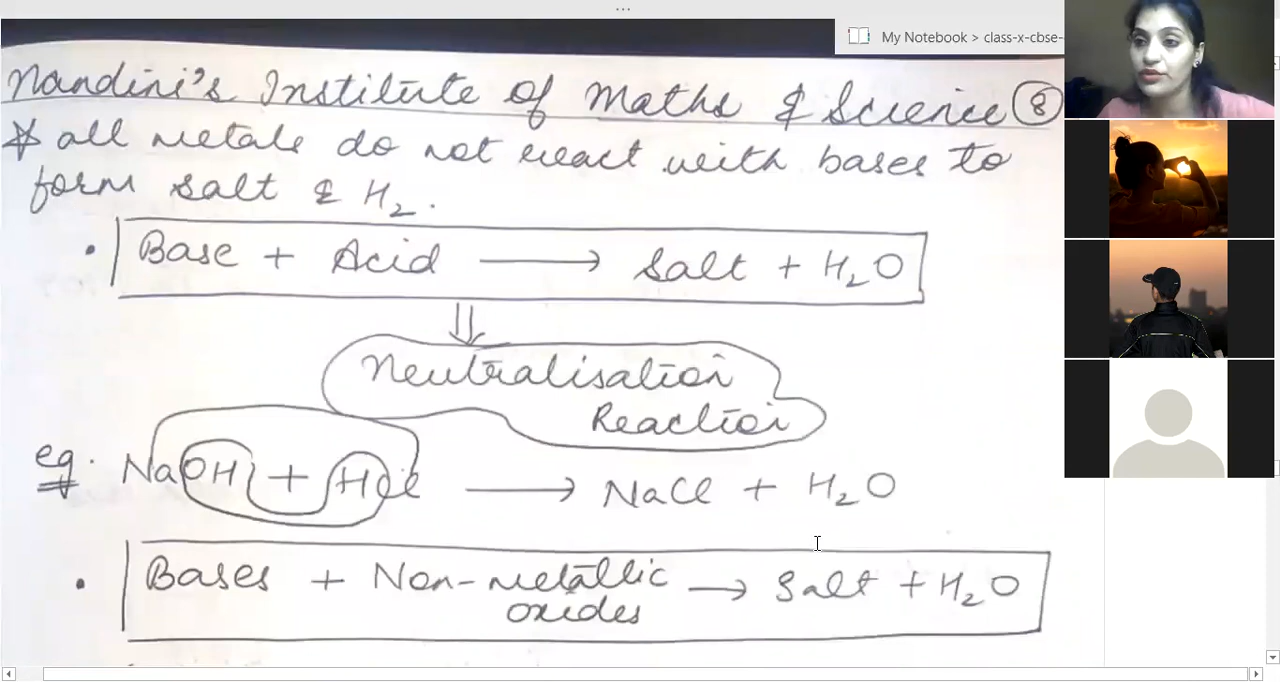 ...
My Notebook > class-x-cbse-
Nandini's Institute of Maths & Science 8
* all metals do not react with bases to
form salt & H₂.
• Base + Acid ⟶ Salt + H₂O
⇓
Neutralisation
Reaction
eg. NaOH + HCl ⟶ NaCl + H₂O
• Bases + Non-metallic ⟶ Salt + H₂O
oxides